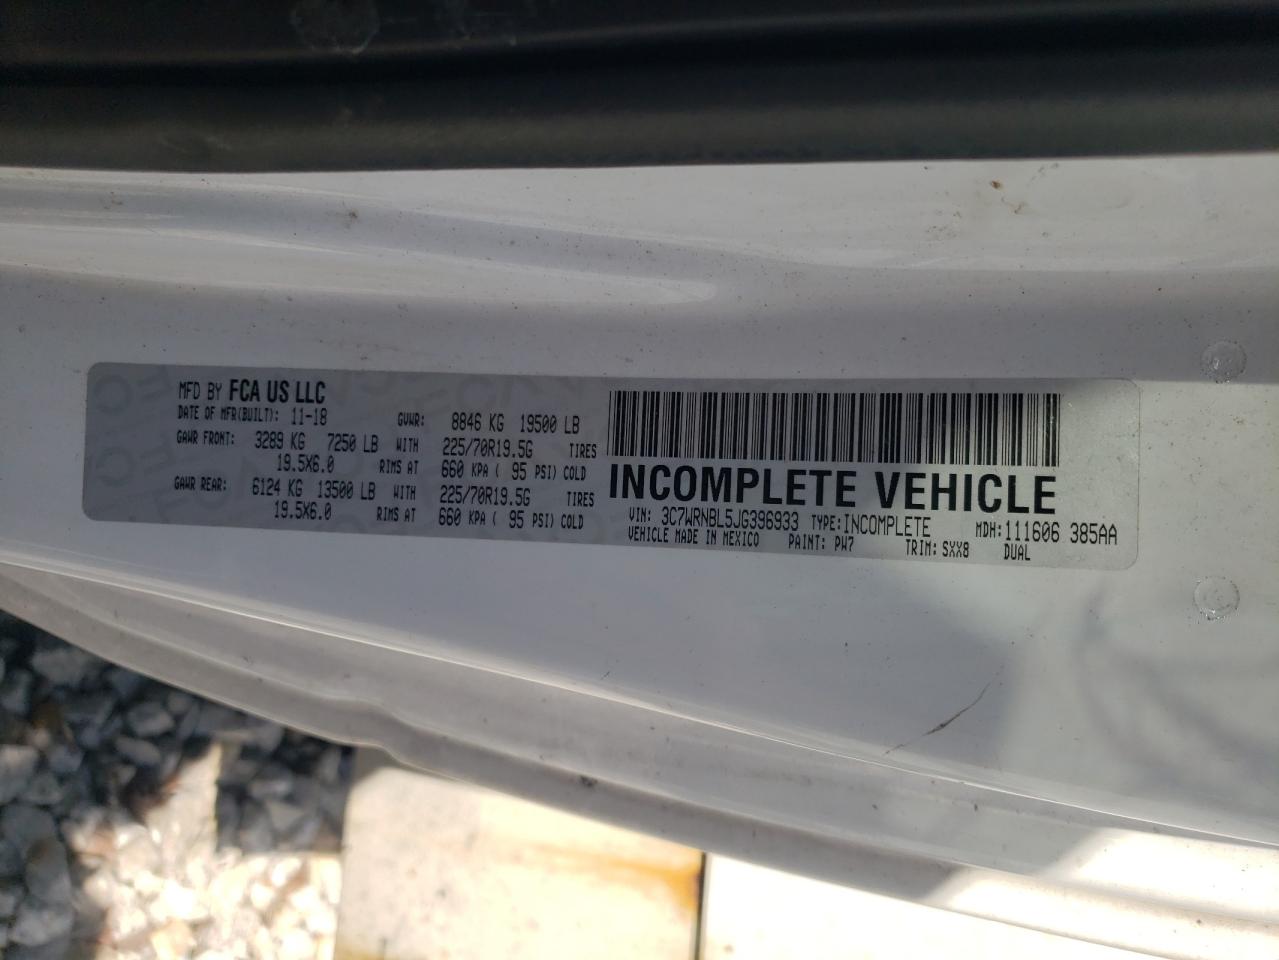 MFD BY FCA US LLC
DATE OF MFR(BUILT): 11-18 GVWR: 8846 KG 19500 LB
GAWR FRONT: 3289 KG 7250 LB WITH 225/70R19.5G TIRES
19.5X6.0 RIMS AT 660 KPA ( 95 PSI) COLD
GAWR REAR: 6124 KG 13500 LB WITH 225/70R19.5G TIRES
19.5X6.0 RIMS AT 660 KPA ( 95 PSI) COLD
INCOMPLETE VEHICLE
VIN: 3C7WRNBL5JG396933 TYPE:INCOMPLETE MDH:111606 385AA
VEHICLE MADE IN MEXICO PAINT: PW7 TRIM: SXX8 DUAL